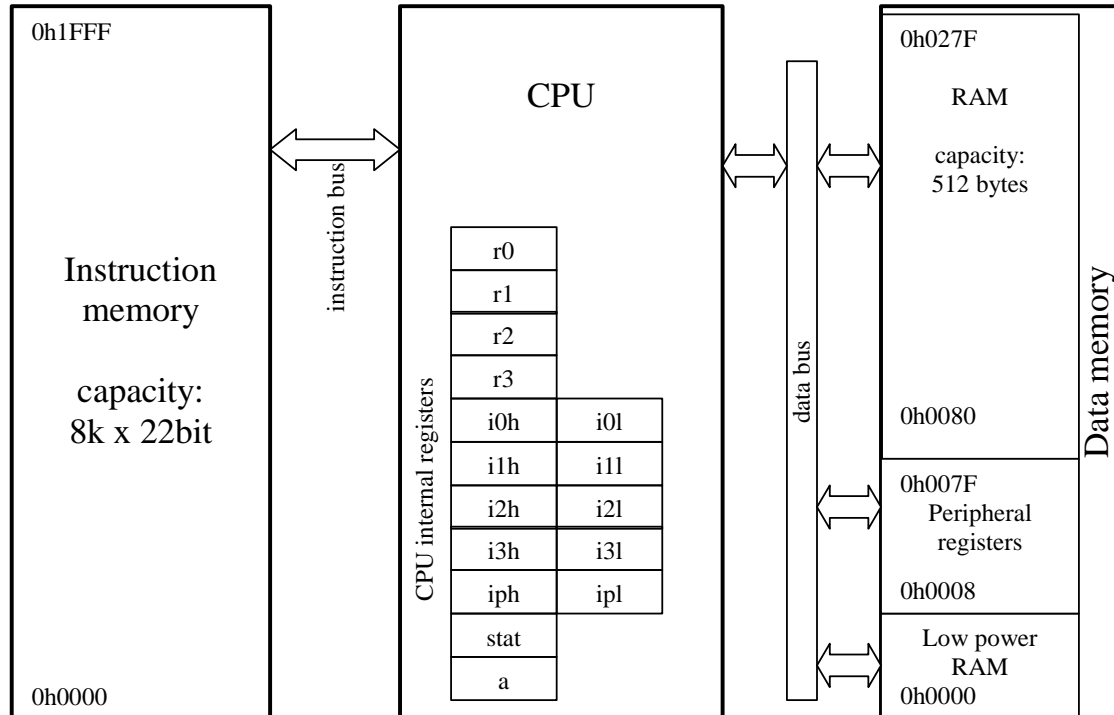 0h1FFF
Instruction
memory
capacity:
8k x 22bit
0h0000
instruction bus
CPU
CPU internal registers
r0
r1
r2
r3
i0h i0l
i1h i1l
i2h i2l
i3h i3l
iph ipl
stat
a
data bus
0h027F
RAM
capacity:
512 bytes
0h0080
0h007F
Peripheral
registers
0h0008
Low power
RAM
0h0000
Data memory